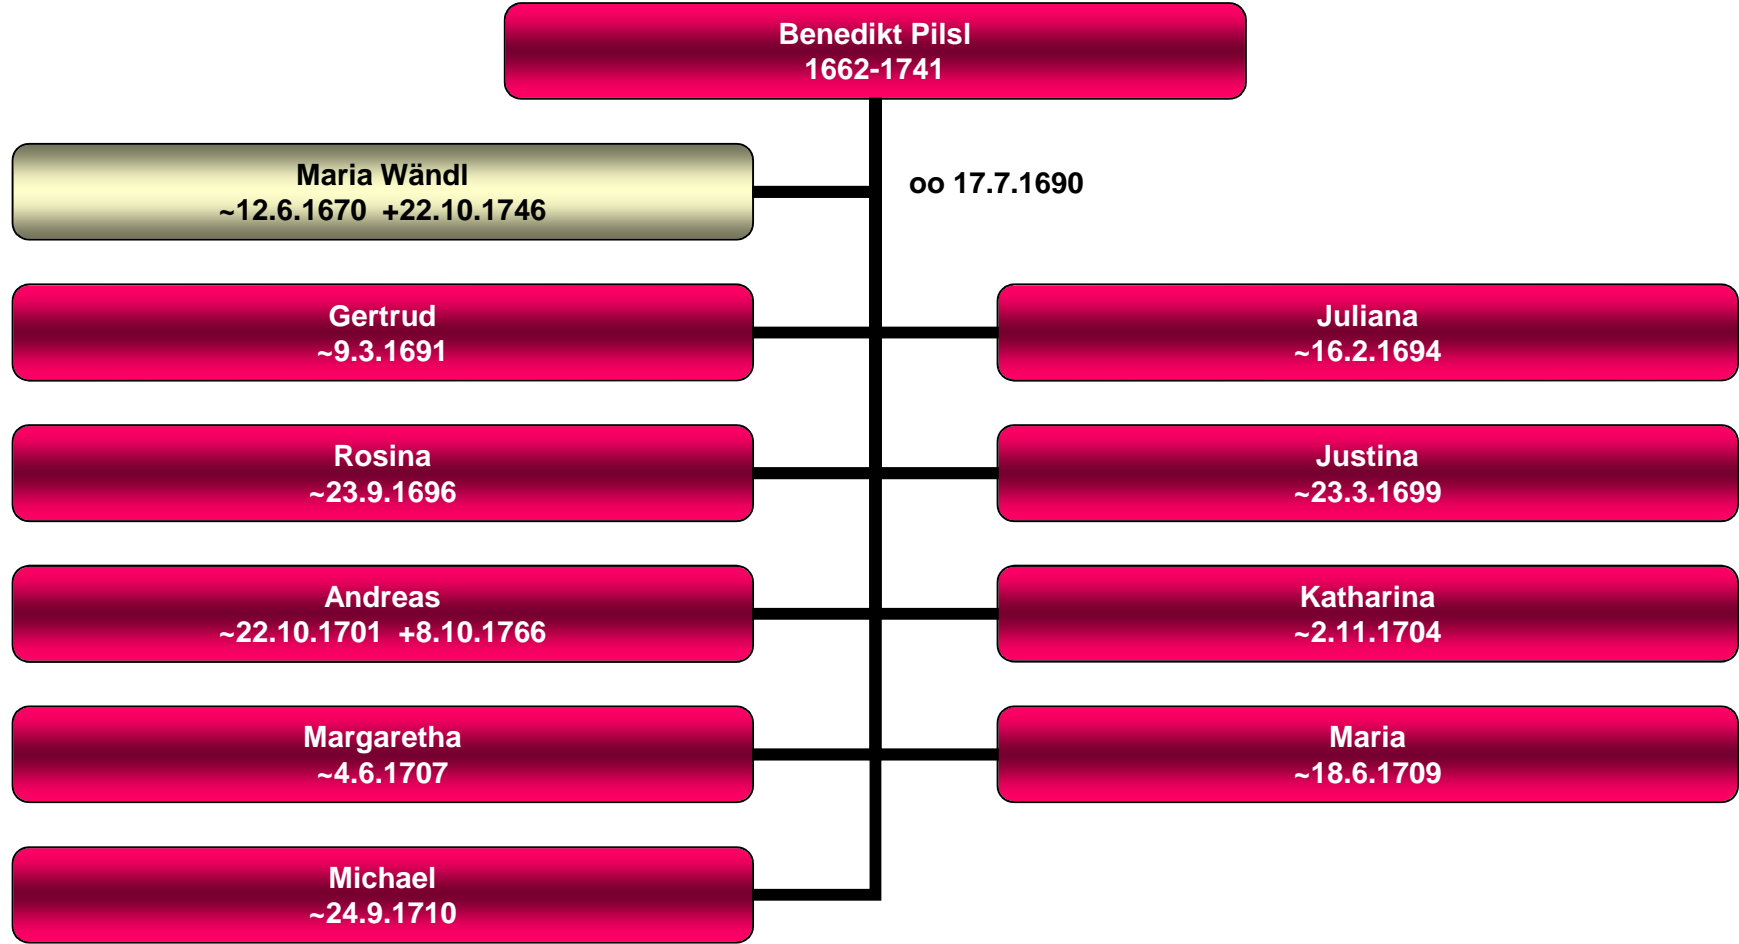 Benedikt Pilsl
1662-1741
Maria Wändl
~12.6.1670  +22.10.1746
oo 17.7.1690
Gertrud
~9.3.1691
Juliana
~16.2.1694
Rosina
~23.9.1696
Justina
~23.3.1699
Andreas
~22.10.1701  +8.10.1766
Katharina
~2.11.1704
Margaretha
~4.6.1707
Maria
~18.6.1709
Michael
~24.9.1710